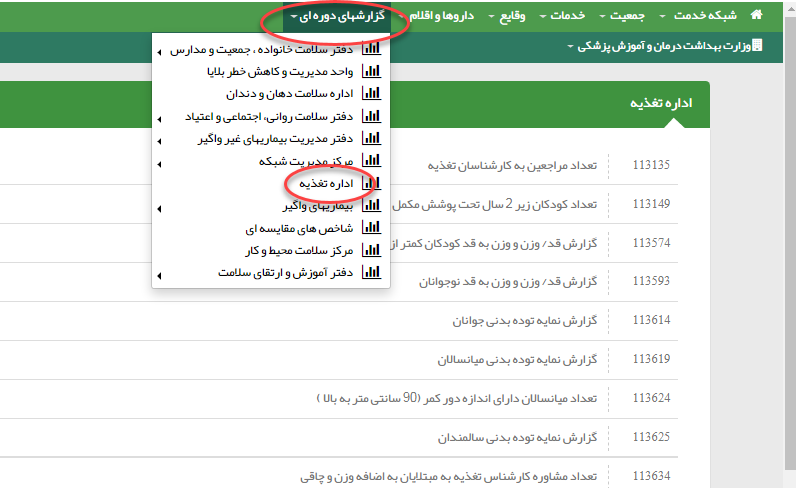 شبکه خدمت جمعیت خدمات وقایع داروها و اقلام گزارشهای دوره ای
وزارت بهداشت درمان و آموزش پزشکی
دفتر سلامت خانواده ، جمعیت و مدارس
واحد مدیریت و کاهش خطر بلایا
اداره سلامت دهان و دندان
دفتر سلامت روانی، اجتماعی و اعتیاد
دفتر مدیریت بیماریهای غیر واگیر
مرکز مدیریت شبکه
اداره تغذیه
بیماریهای واگیر
شاخص های مقایسه ای
مرکز سلامت محیط و کار
دفتر آموزش و ارتقای سلامت
اداره تغذیه
113135 تعداد مراجعین به کارشناسان تغذیه
113149 تعداد کودکان زیر 2 سال تحت پوشش مکمل
113574 گزارش قد/ وزن و وزن به قد کودکان کمتر از
113593 گزارش قد/ وزن و وزن به قد نوجوانان
113614 گزارش نمایه توده بدنی جوانان
113619 گزارش نمایه توده بدنی میانسالان
113624 تعداد میانسالان دارای اندازه دور کمر (90 سانتی متر به بالا )
113625 گزارش نمایه توده بدنی سالمندان
113634 تعداد مشاوره کارشناس تغذیه به مبتلایان به اضافه وزن و چاقی